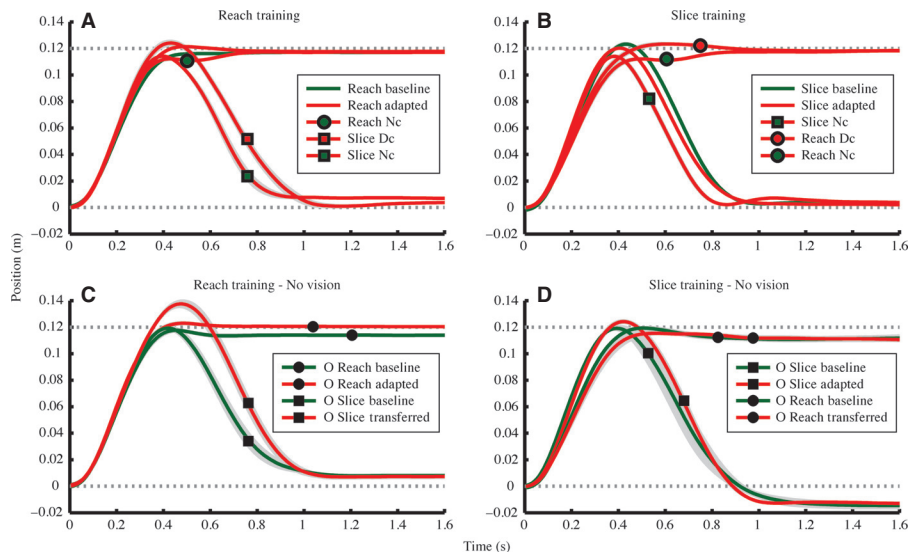 A
Reach training
0.14
0.12
0.1
0.08
0.06
0.04
0.02
0
−0.02
0
0.2
0.4
0.6
0.8
1
1.2
1.4
1.6
Reach baseline
Reach adapted
Reach Nc
Slice Dc
Slice Nc
B
Slice training
0.14
0.12
0.1
0.08
0.06
0.04
0.02
0
−0.02
0
0.2
0.4
0.6
0.8
1
1.2
1.4
1.6
Slice baseline
Slice adapted
Slice Nc
Reach Dc
Reach Nc
Position (m)
C
Reach training - No vision
0.14
0.12
0.1
0.08
0.06
0.04
0.02
0
−0.02
0
0.2
0.4
0.6
0.8
1
1.2
1.4
1.6
O Reach baseline
O Reach adapted
O Slice baseline
O Slice transferred
D
Slice training - No vision
0.14
0.12
0.1
0.08
0.06
0.04
0.02
0
−0.02
0
0.2
0.4
0.6
0.8
1
1.2
1.4
1.6
O Slice baseline
O Slice adapted
O Reach baseline
O Reach transferred
Time (s)